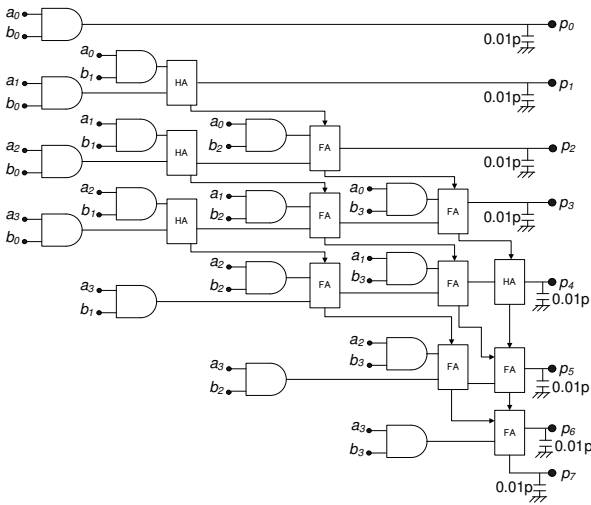 a0 b0 p0
0.01p
a0 b1 HA p1
a1 b0
0.01p
a1 b1 HA a0 b2 FA p2
a2 b0
0.01p
a2 b1 HA a1 b2 FA a0 b3 FA p3
a3 b0
0.01p
a3 b1 a2 b2 FA a1 b3 FA HA p4
0.01p
a3 b2 a2 b3 FA FA p5
0.01p
a3 b3 FA p6
0.01p
p7
0.01p